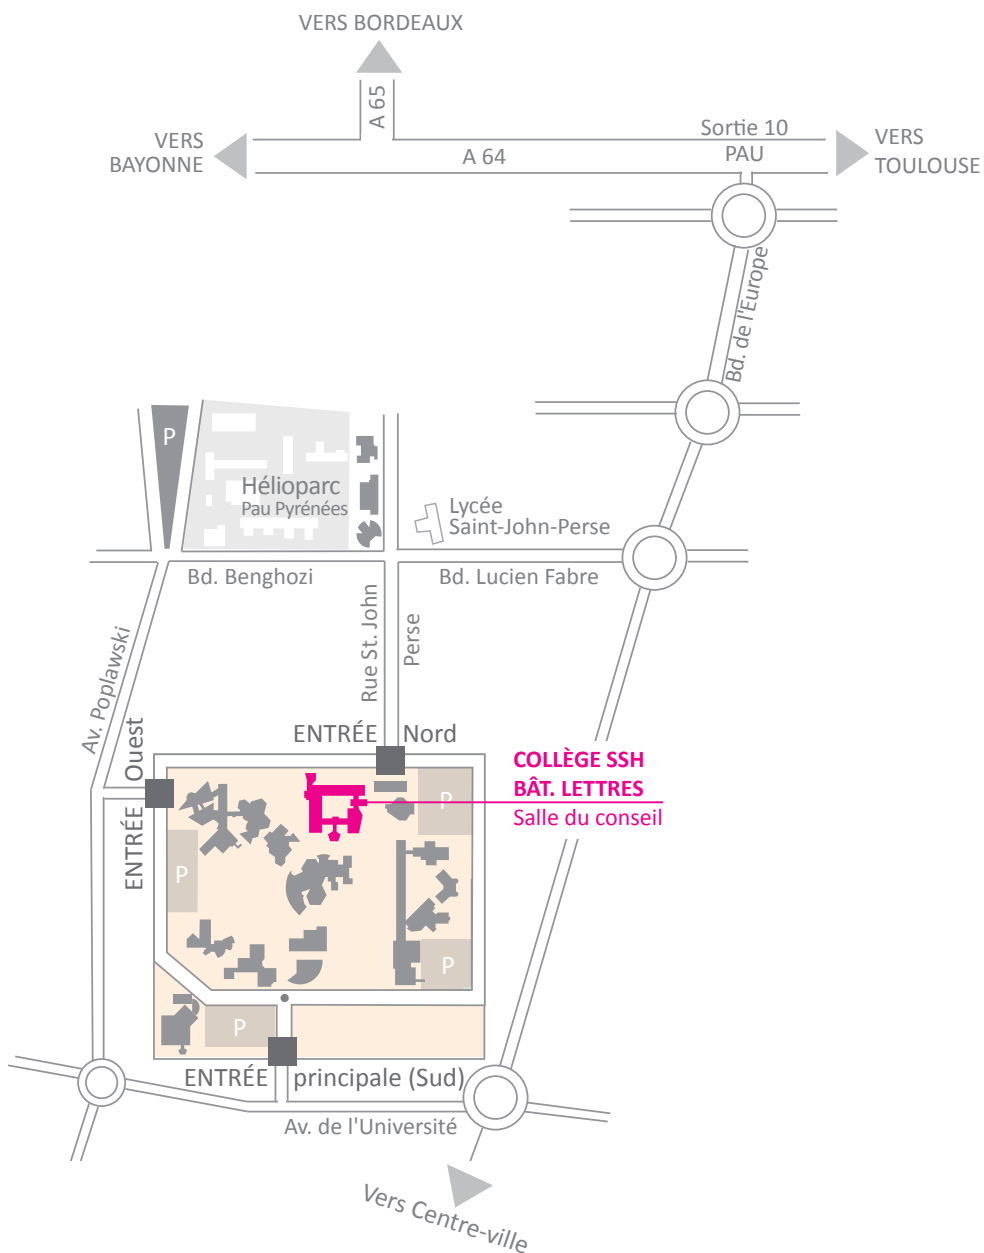 VERS BORDEAUX
A 65
VERS
BAYONNE
A 64
Sortie 10
PAU
VERS
TOULOUSE
Bd. de l'Europe
P
Hélioparc
Pau Pyrénées
Lycée
Saint-John-Perse
Bd. Benghozi
Bd. Lucien Fabre
Rue St. John
Perse
Av. Poplawski
ENTRÉE Nord
ENTRÉE Ouest
COLLÈGE SSH
BÂT. LETTRES
Salle du conseil
P
P
P
P
ENTRÉE principale (Sud)
Av. de l'Université
Vers Centre-ville